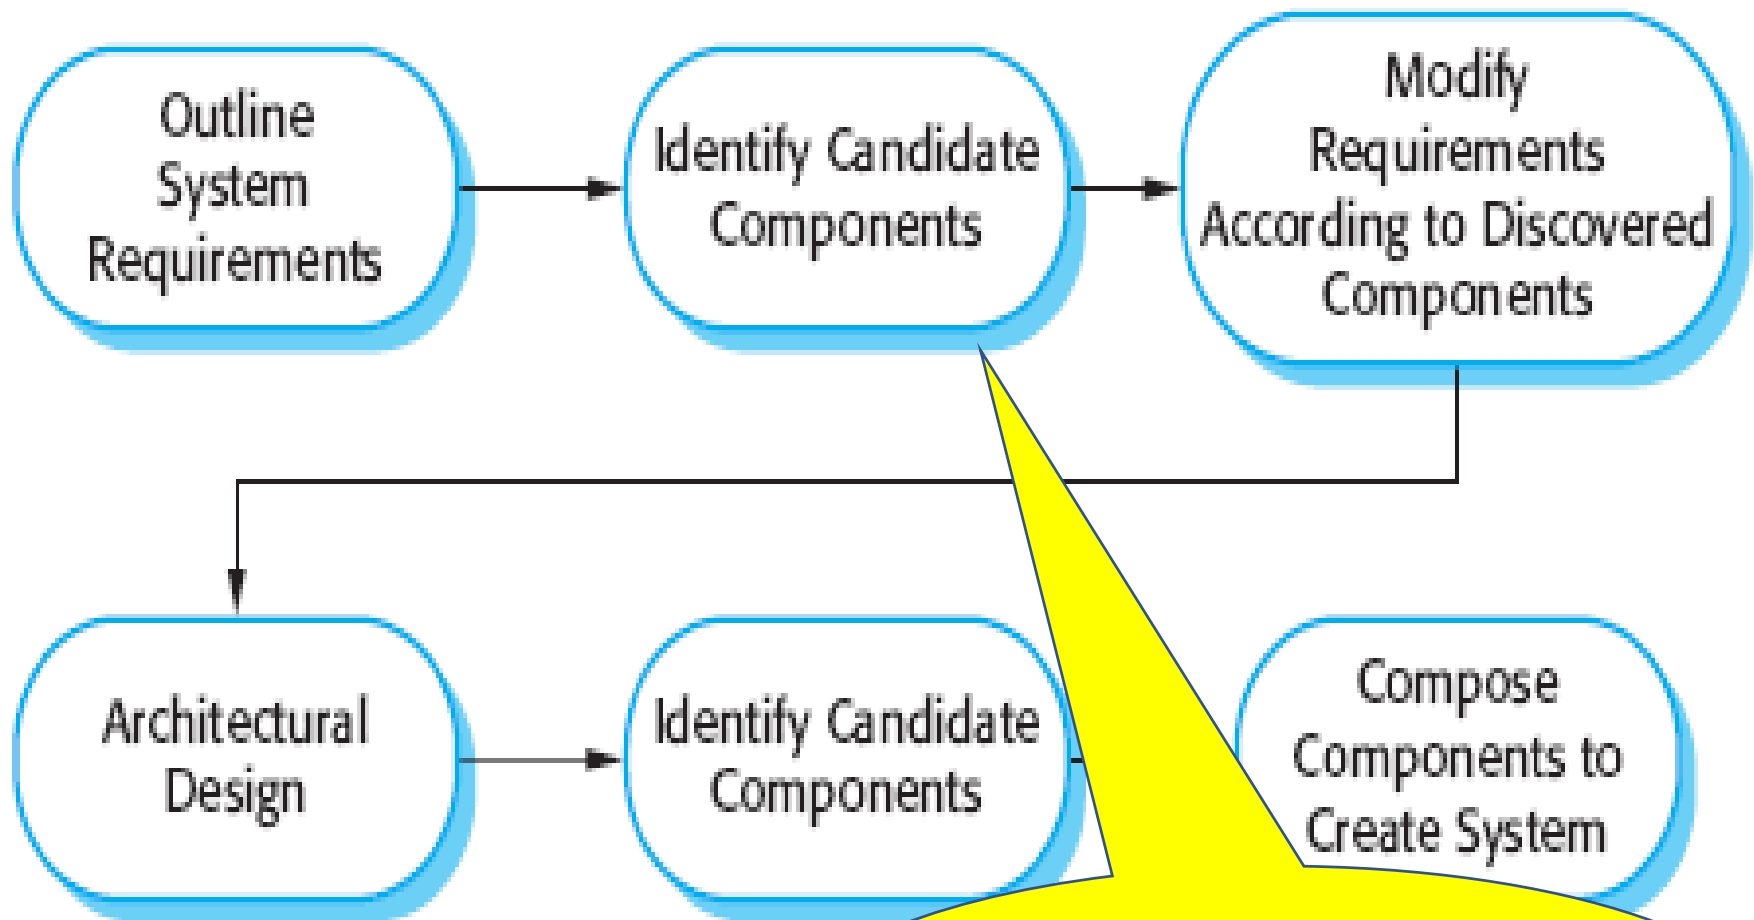 Outline
System
Requirements
Identify Candidate
Components
Modify
Requirements
According to Discovered
Components
Architectural
Design
Identify Candidate
Components
Compose
Components to
Create System